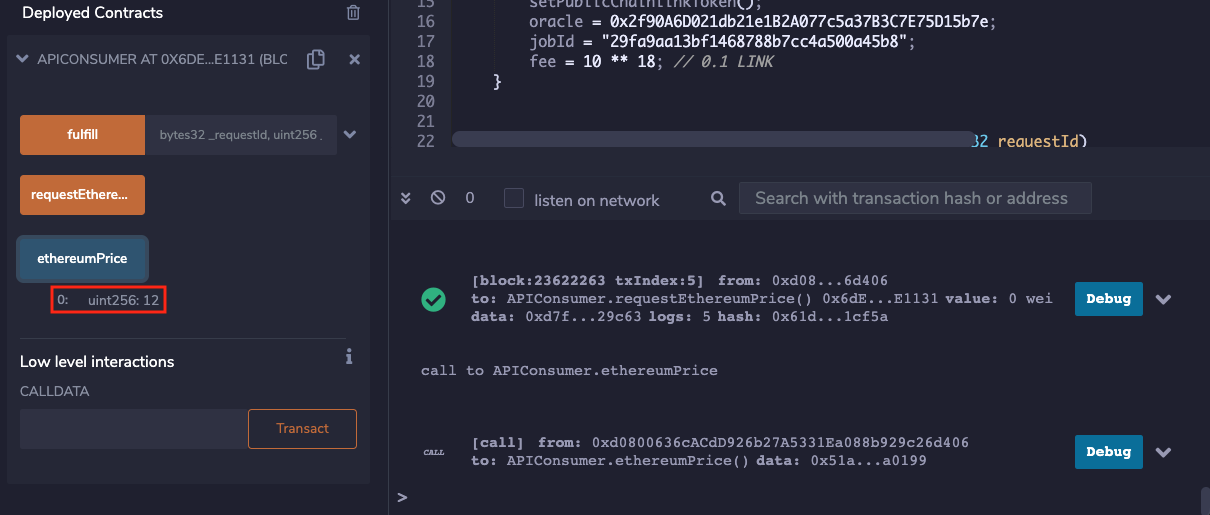 Deployed Contracts
APICONSUMER AT 0X6DE...E1131 (BLO
fulfill
bytes32 _requestId, uint256 _
requestEthere...
ethereumPrice
0: uint256: 12
Low level interactions
i
CALLDATA
Transact
15 setPublicChainlinkToken();
16 oracle = 0x2f90A6D021db21e1B2A077c5a37B3C7E75D15b7e;
17 jobId = "29fa9aa13bf1468788b7cc4a500a45b8";
18 fee = 10 ** 18; // 0.1 LINK
19 }
20
21
22 32 requestId)
0
listen on network
Search with transaction hash or address
[block:23622263 txIndex:5] from: 0xd08...6d406
to: APIConsumer.requestEthereumPrice() 0x6dE...E1131 value: 0 wei
data: 0xd7f...29c63 logs: 5 hash: 0x61d...1cf5a
Debug
call to APIConsumer.ethereumPrice
CALL
[call] from: 0xd0800636cACdD926b27A5331Ea088b929c26d406
to: APIConsumer.ethereumPrice() data: 0x51a...a0199
Debug
>